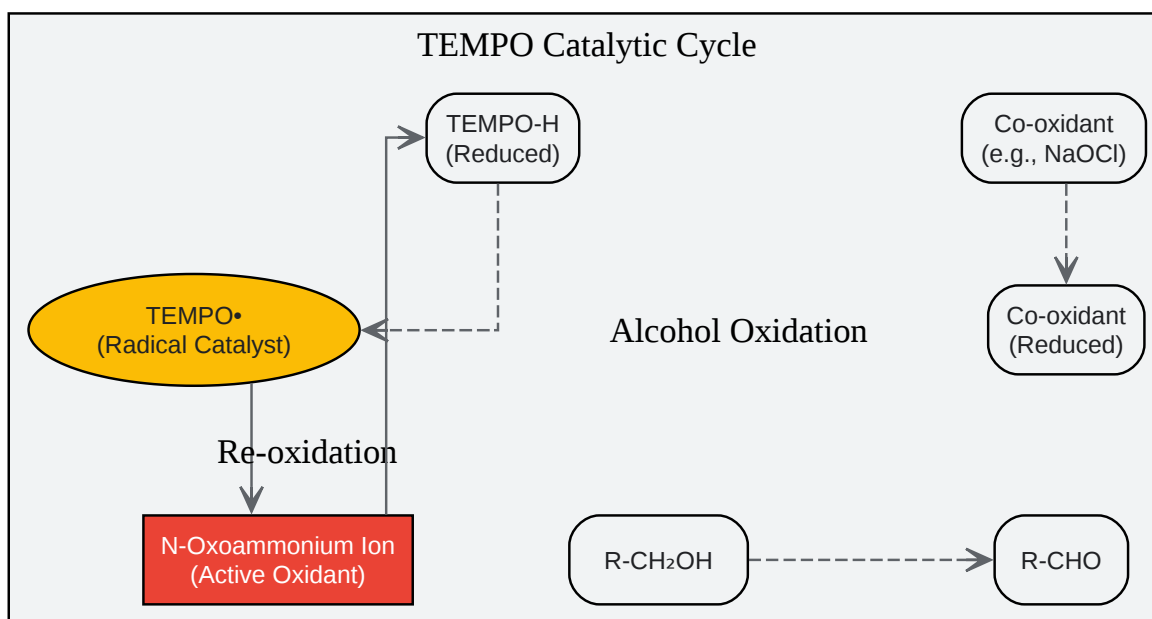 TEMPO Catalytic Cycle
TEMPO-H
(Reduced)
Co-oxidant
(e.g., NaOCl)
TEMPO•
(Radical Catalyst)
Alcohol Oxidation
Co-oxidant
(Reduced)
Re-oxidation
N-Oxoammonium Ion
(Active Oxidant)
R-CH₂OH
R-CHO